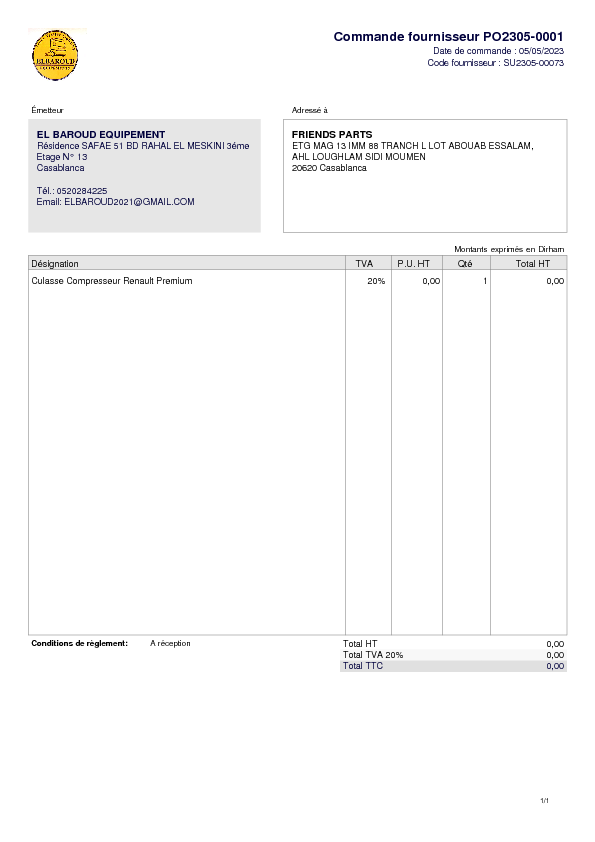 ELBAROUD
Commande fournisseur PO2305-0001
Date de commande : 05/05/2023
Code fournisseur : SU2305-00073
Émetteur
EL BAROUD EQUIPEMENT
Résidence SAFAE 51 BD RAHAL EL MESKINI 3éme
Etage N° 13
Casablanca
Tél.: 0520284225
Email: ELBAROUD2021@GMAIL.COM
Adressé à
FRIENDS PARTS
ETG MAG 13 IMM 88 TRANCH L LOT ABOUAB ESSALAM,
AHL LOUGHLAM SIDI MOUMEN
20620 Casablanca
Montants exprimés en Dirham
Désignation TVA P.U. HT Qté Total HT
Culasse Compresseur Renault Premium 20% 0,00 1 0,00
Conditions de règlement: A réception
Total HT 0,00
Total TVA 20% 0,00
Total TTC 0,00
1/1